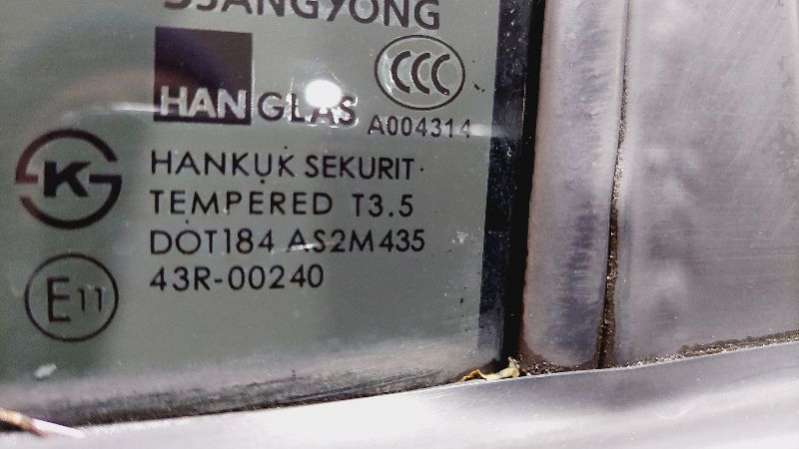 SSANGYONG
HANGLAS
CCC
A004314
K
HANKUK SEKURIT
TEMPERED T3.5
DOT184 AS2M435
43R-00240
E11